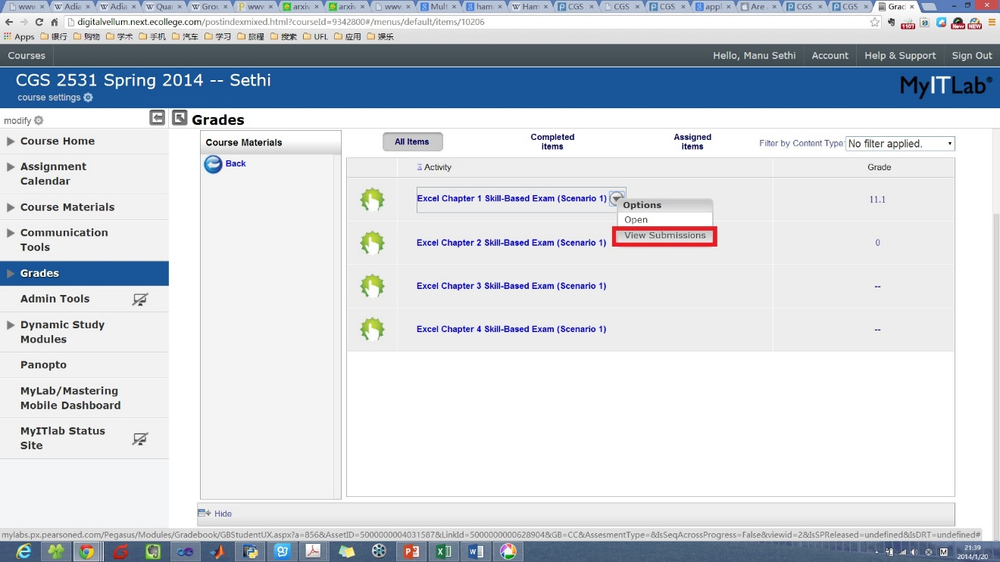 www
Adia
Adia
Quan
Grou
www
arxiv
arxiv
www
Mult
ham
Ham
CGS
CGS
CGS
appl
Are
CGS
CGS
Grad
digitalvellum.next.ecollege.com/postindexmixed.html?courseId=9342800#/menus/default/items/10206
Apps 银行 购物 学术 手机 汽车 学习 旅程 搜索 UFL 应用 娱乐
Courses
Hello, Manu Sethi Account Help & Support Sign Out
CGS 2531 Spring 2014 -- Sethi
course settings
MyITLab®
modify
Grades
Course Home
Assignment
Calendar
Course Materials
Communication
Tools
Grades
Admin Tools
Dynamic Study
Modules
Panopto
MyLab/Mastering
Mobile Dashboard
MyITlab Status
Site
Course Materials
Back
All Items
Completed
items
Assigned
items
Filter by Content Type: No filter applied.
Activity Grade
Excel Chapter 1 Skill-Based Exam (Scenario 1) 11.1
Options
Open
View Submissions
Excel Chapter 2 Skill-Based Exam (Scenario 1) 0
Excel Chapter 3 Skill-Based Exam (Scenario 1) --
Excel Chapter 4 Skill-Based Exam (Scenario 1) --
Hide
mylabs.px.pearsoned.com/Pegasus/Modules/Gradebook/GBStudentUX.aspx?a=856&AssetID=5000000004031587&LinkId=5000000000628904&GB=CC&AssesmentType=&IsSeqAcrossProgress=False&viewid=2&IsSPReleased=undefined&IsDRT=undefined#
21:39
2014/1/20